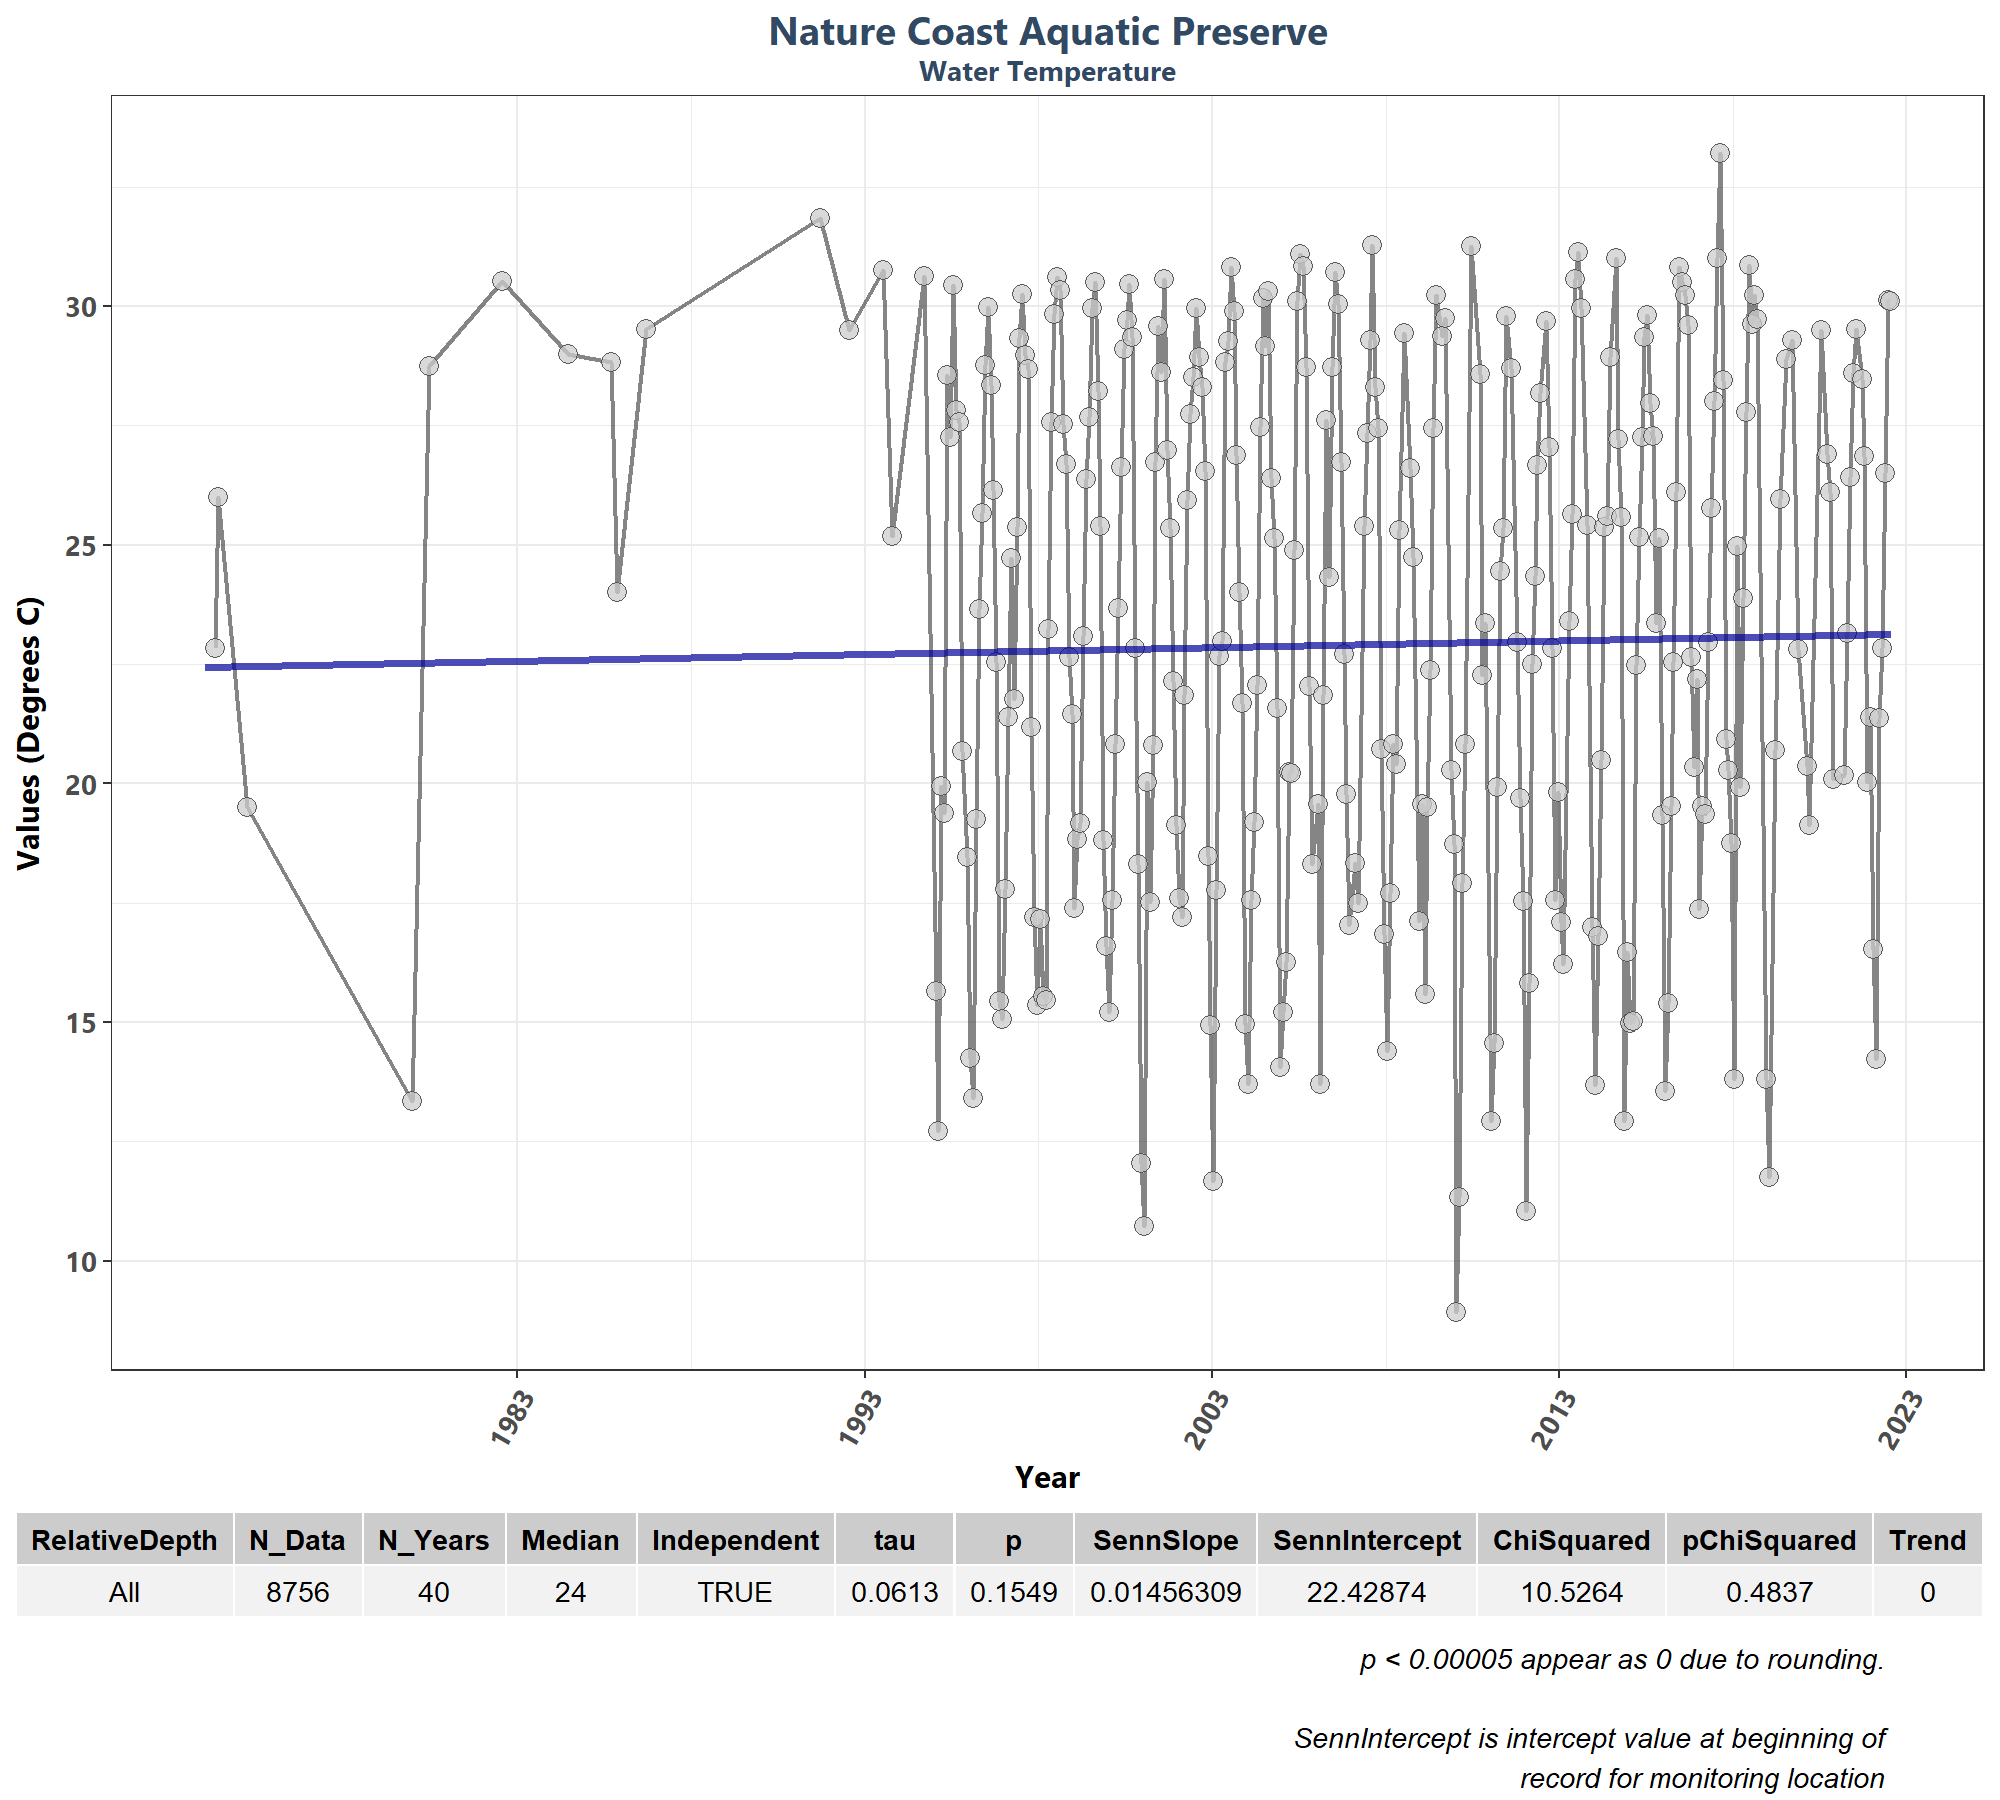 Nature Coast Aquatic Preserve
Water Temperature
Values (Degrees C)
30
25
20
15
10
1983
1993
2003
2013
2023
Year
RelativeDepth N_Data N_Years Median Independent tau p SennSlope SennIntercept ChiSquared pChiSquared Trend
All 8756 40 24 TRUE 0.0613 0.1549 0.01456309 22.42874 10.5264 0.4837 0
p < 0.00005 appear as 0 due to rounding.
SennIntercept is intercept value at beginning of
record for monitoring location